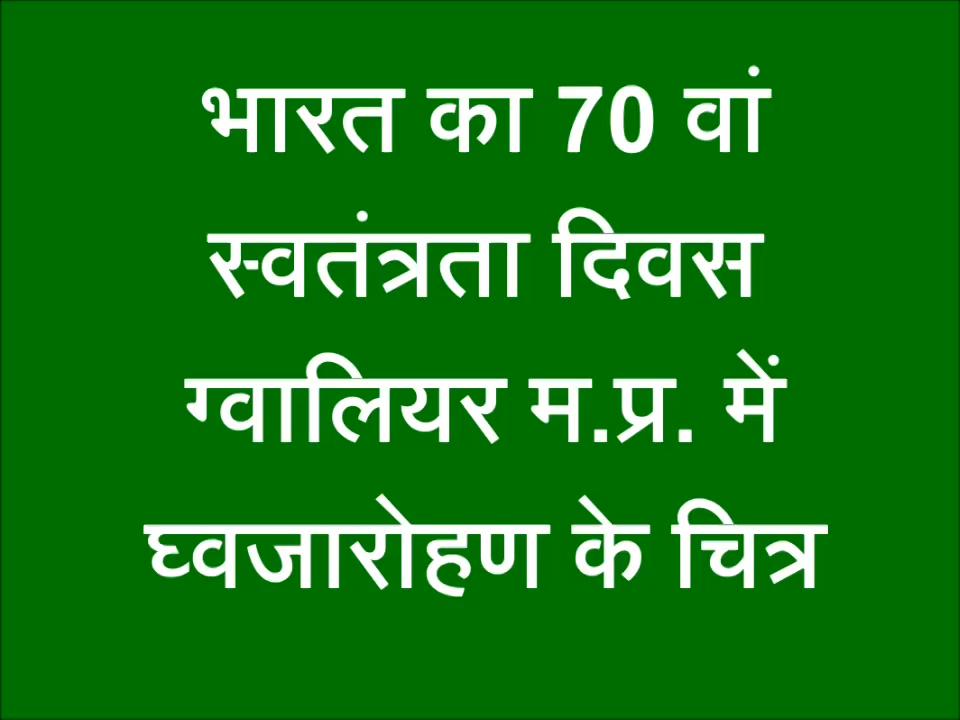 भारत का 70 वां
स्वतंत्रता दिवस
ग्वालियर म.प्र. में
घ्वजारोहण के चित्र